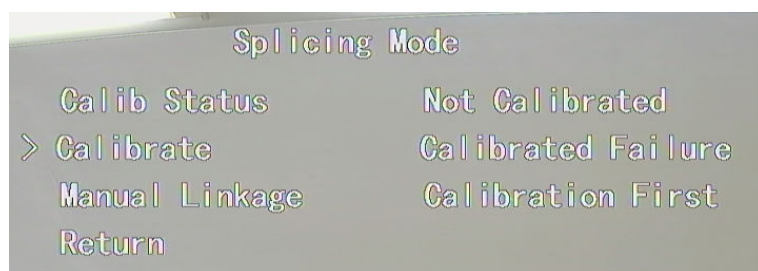 Splicing Mode
Calib Status Not Calibrated
> Calibrate Calibrated Failure
Manual Linkage Calibration First
Return